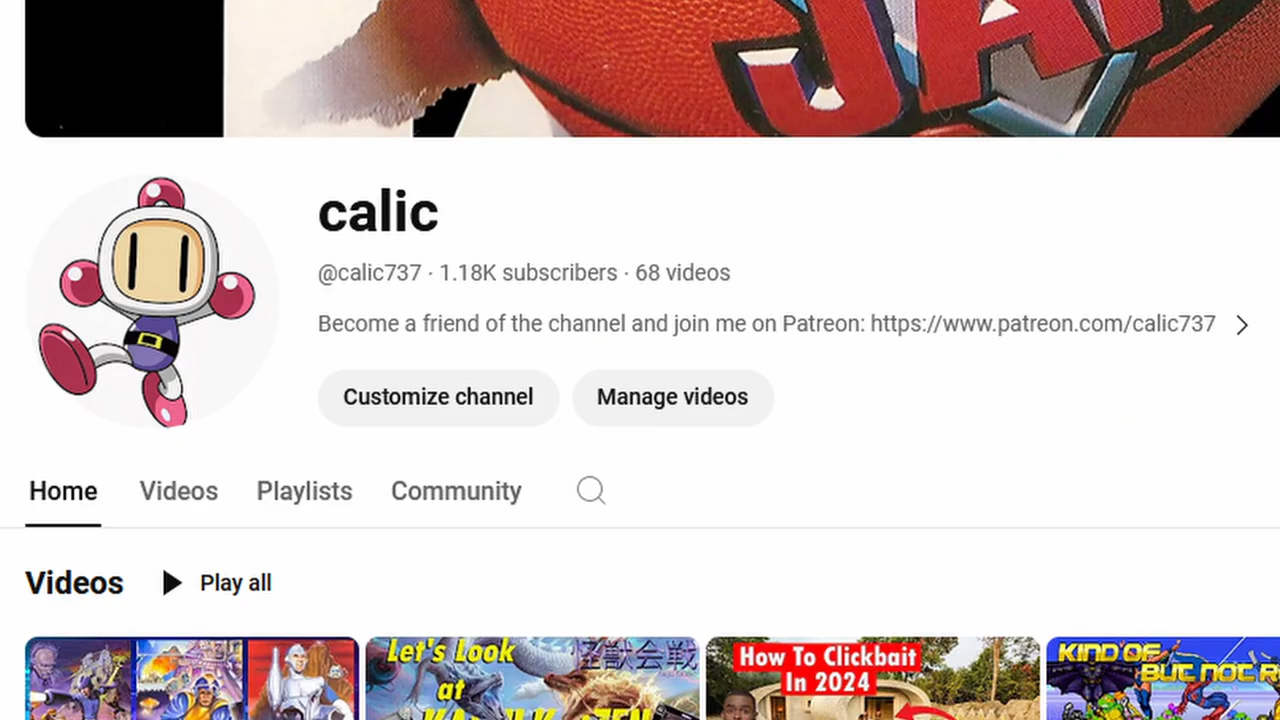 JAM
calic
@calic737 · 1.18K subscribers · 68 videos
Become a friend of the channel and join me on Patreon: https://www.patreon.com/calic737
Customize channel
Manage videos
Home
Videos
Playlists
Community
Videos
Play all
Let's Look
at
怪獣会戦
How To Clickbait
In 2024
KIND OF
BUT NOT R